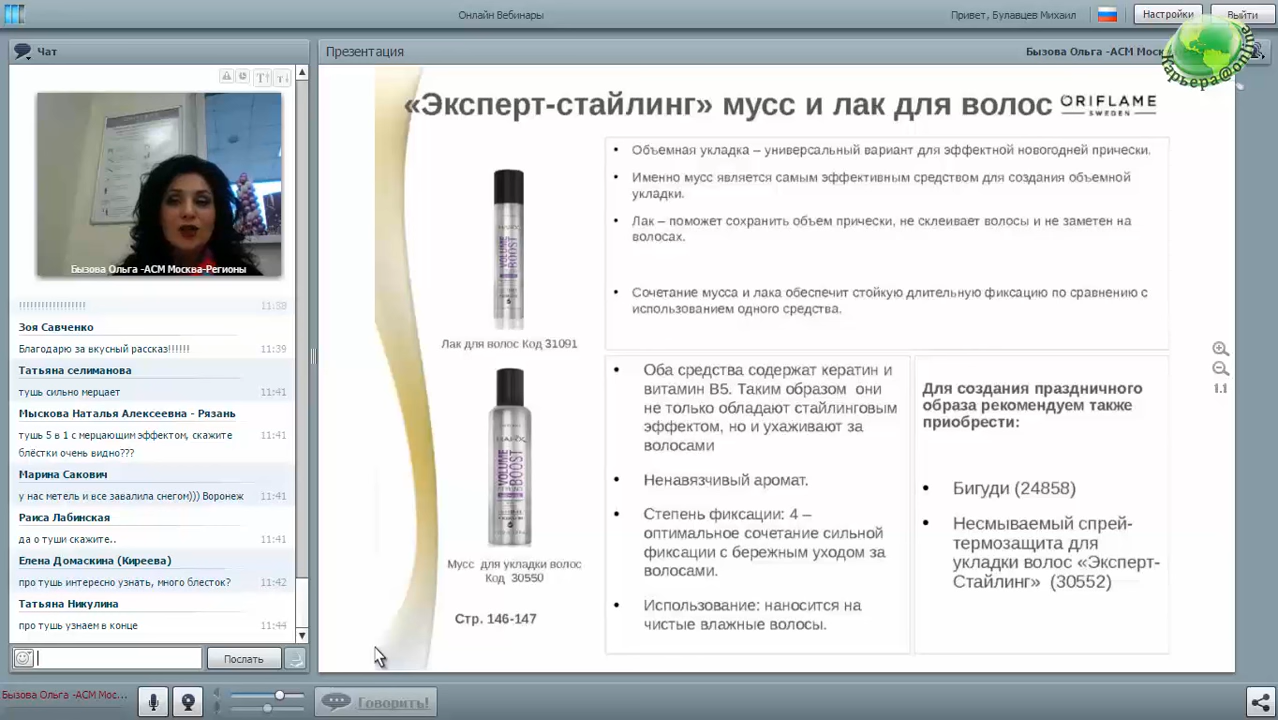 Онлайн Вебинары
Привет, Булавцев Михаил
Настройки
Выйти
Чат
Бызова Ольга -АСМ Москва-Регионы
!!!!!!!!!!!!!!!!!! 11:38
Зоя Савченко
Благодарю за вкусный рассказ!!!!!! 11:39
Татьяна селиманова
тушь сильно мерцает 11:41
Мыскова Наталья Алексеевна - Рязань
тушь 5 в 1 с мерцающим эффектом, скажите 11:41
блёстки очень видно???
Марина Сакович
у нас метель и все завалила снегом))) Воронеж 11:41
Раиса Лабинская
да о туши скажите.. 11:41
Елена Домаскина (Киреева)
про тушь интересно узнать, много блесток? 11:42
Татьяна Никулина
про тушь узнаем в конце 11:44
Послать
Бызова Ольга -АСМ Мос...
Говорить!
Презентация
Бызова Ольга -АСМ Моск
Карьера@online
«Эксперт-стайлинг» мусс и лак для волос
ORIFLAME
SWEDEN
Объемная укладка – универсальный вариант для эффектной новогодней прически.
Именно мусс является самым эффективным средством для создания объемной
укладки.
Лак – поможет сохранить объем прически, не склеивает волосы и не заметен на
волосах.
Сочетание мусса и лака обеспечит стойкую длительную фиксацию по сравнению с
использованием одного средства.
VOLUME
BOOST
Лак для волос Код 31091
HAIRX
VOLUME
BOOST
Мусс для укладки волос
Код 30550
Стр. 146-147
Оба средства содержат кератин и
витамин В5. Таким образом они
не только обладают стайлинговым
эффектом, но и ухаживают за
волосами
Ненавязчивый аромат.
Степень фиксации: 4 –
оптимальное сочетание сильной
фиксации с бережным уходом за
волосами.
Использование: наносится на
чистые влажные волосы.
Для создания праздничного
образа рекомендуем также
приобрести:
Бигуди (24858)
Несмываемый спрей-
термозащита для
укладки волос «Эксперт-
Стайлинг» (30552)
1.1